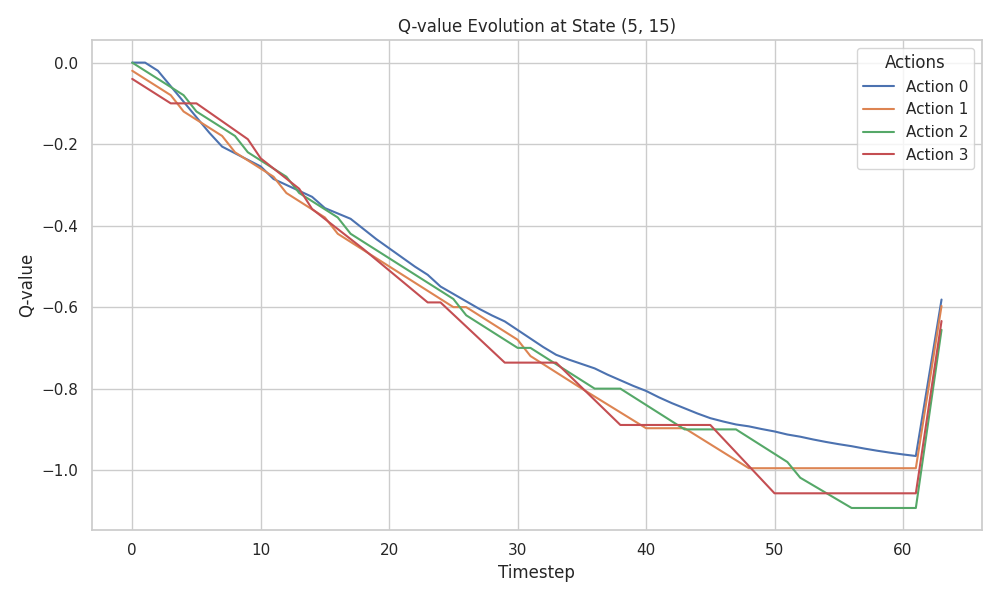 Q-value Evolution at State (5, 15)
Actions
Action 0
Action 1
Action 2
Action 3
Q-value
0.0
−0.2
−0.4
−0.6
−0.8
−1.0
0 10 20 30 40 50 60
Timestep